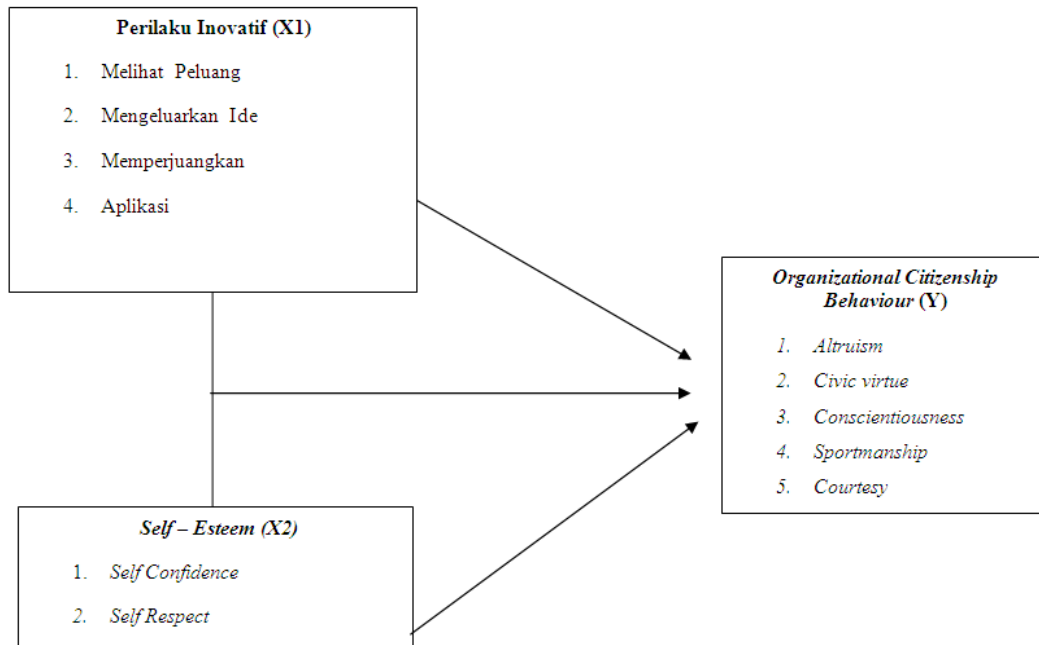 Perilaku Inovatif (X1)
1. Melihat Peluang
2. Mengeluarkan Ide
3. Memperjuangkan
4. Aplikasi
Organizational Citizenship
Behaviour (Y)
1. Altruism
2. Civic virtue
3. Conscientiousness
4. Sportmanship
5. Courtesy
Self – Esteem (X2)
1. Self Confidence
2. Self Respect